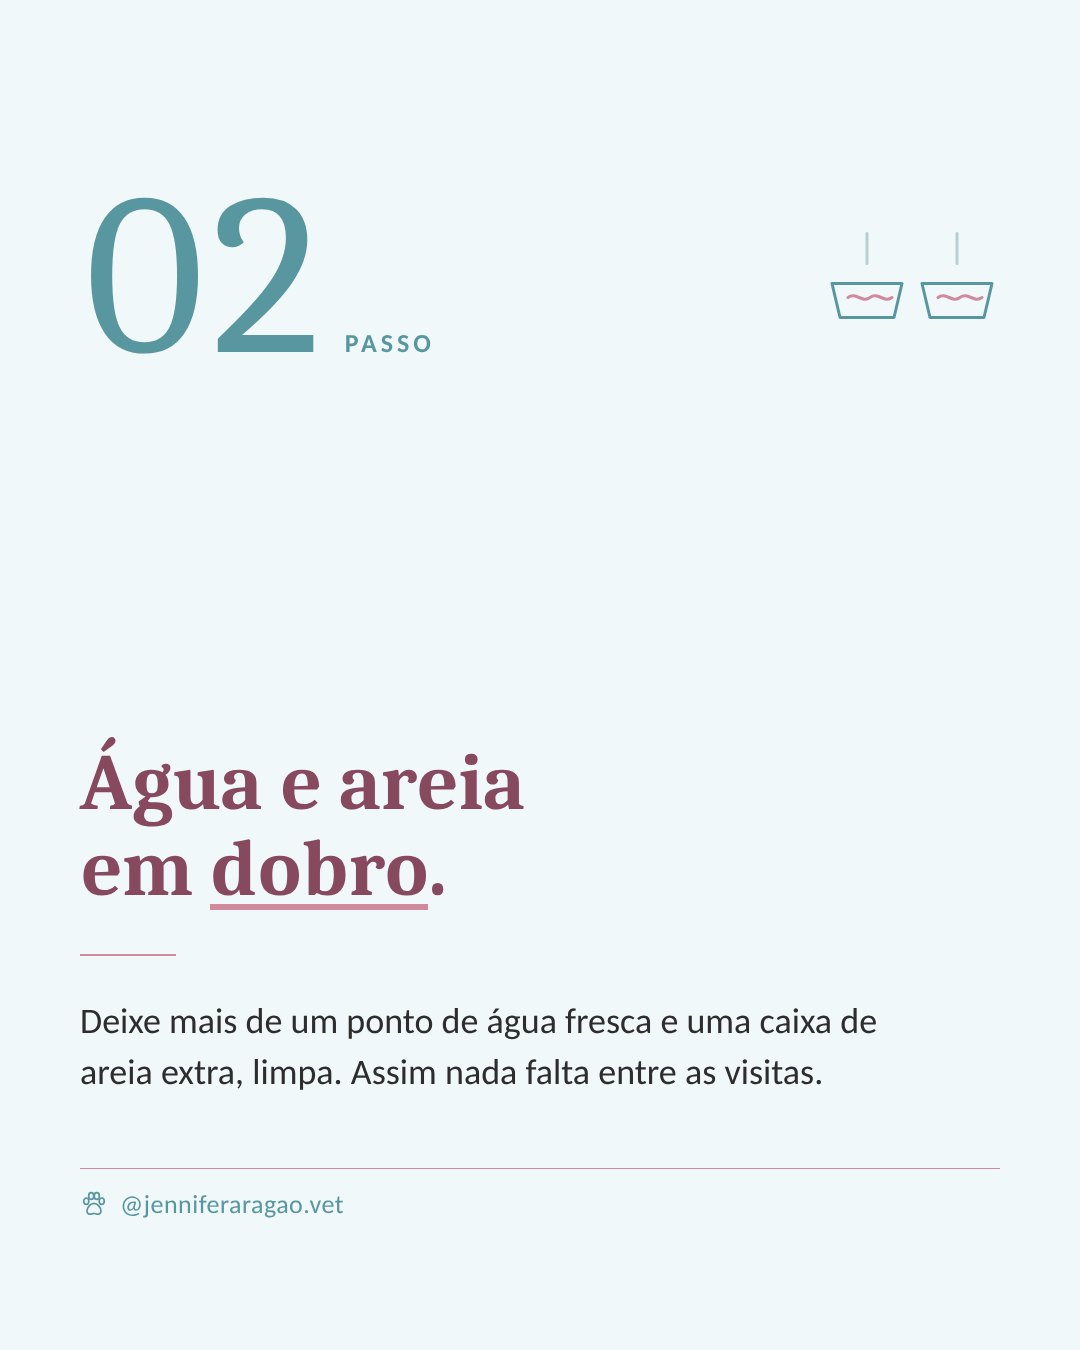 02 PASSO
Água e areia
em dobro.
Deixe mais de um ponto de água fresca e uma caixa de
areia extra, limpa. Assim nada falta entre as visitas.
@jenniferaragao.vet